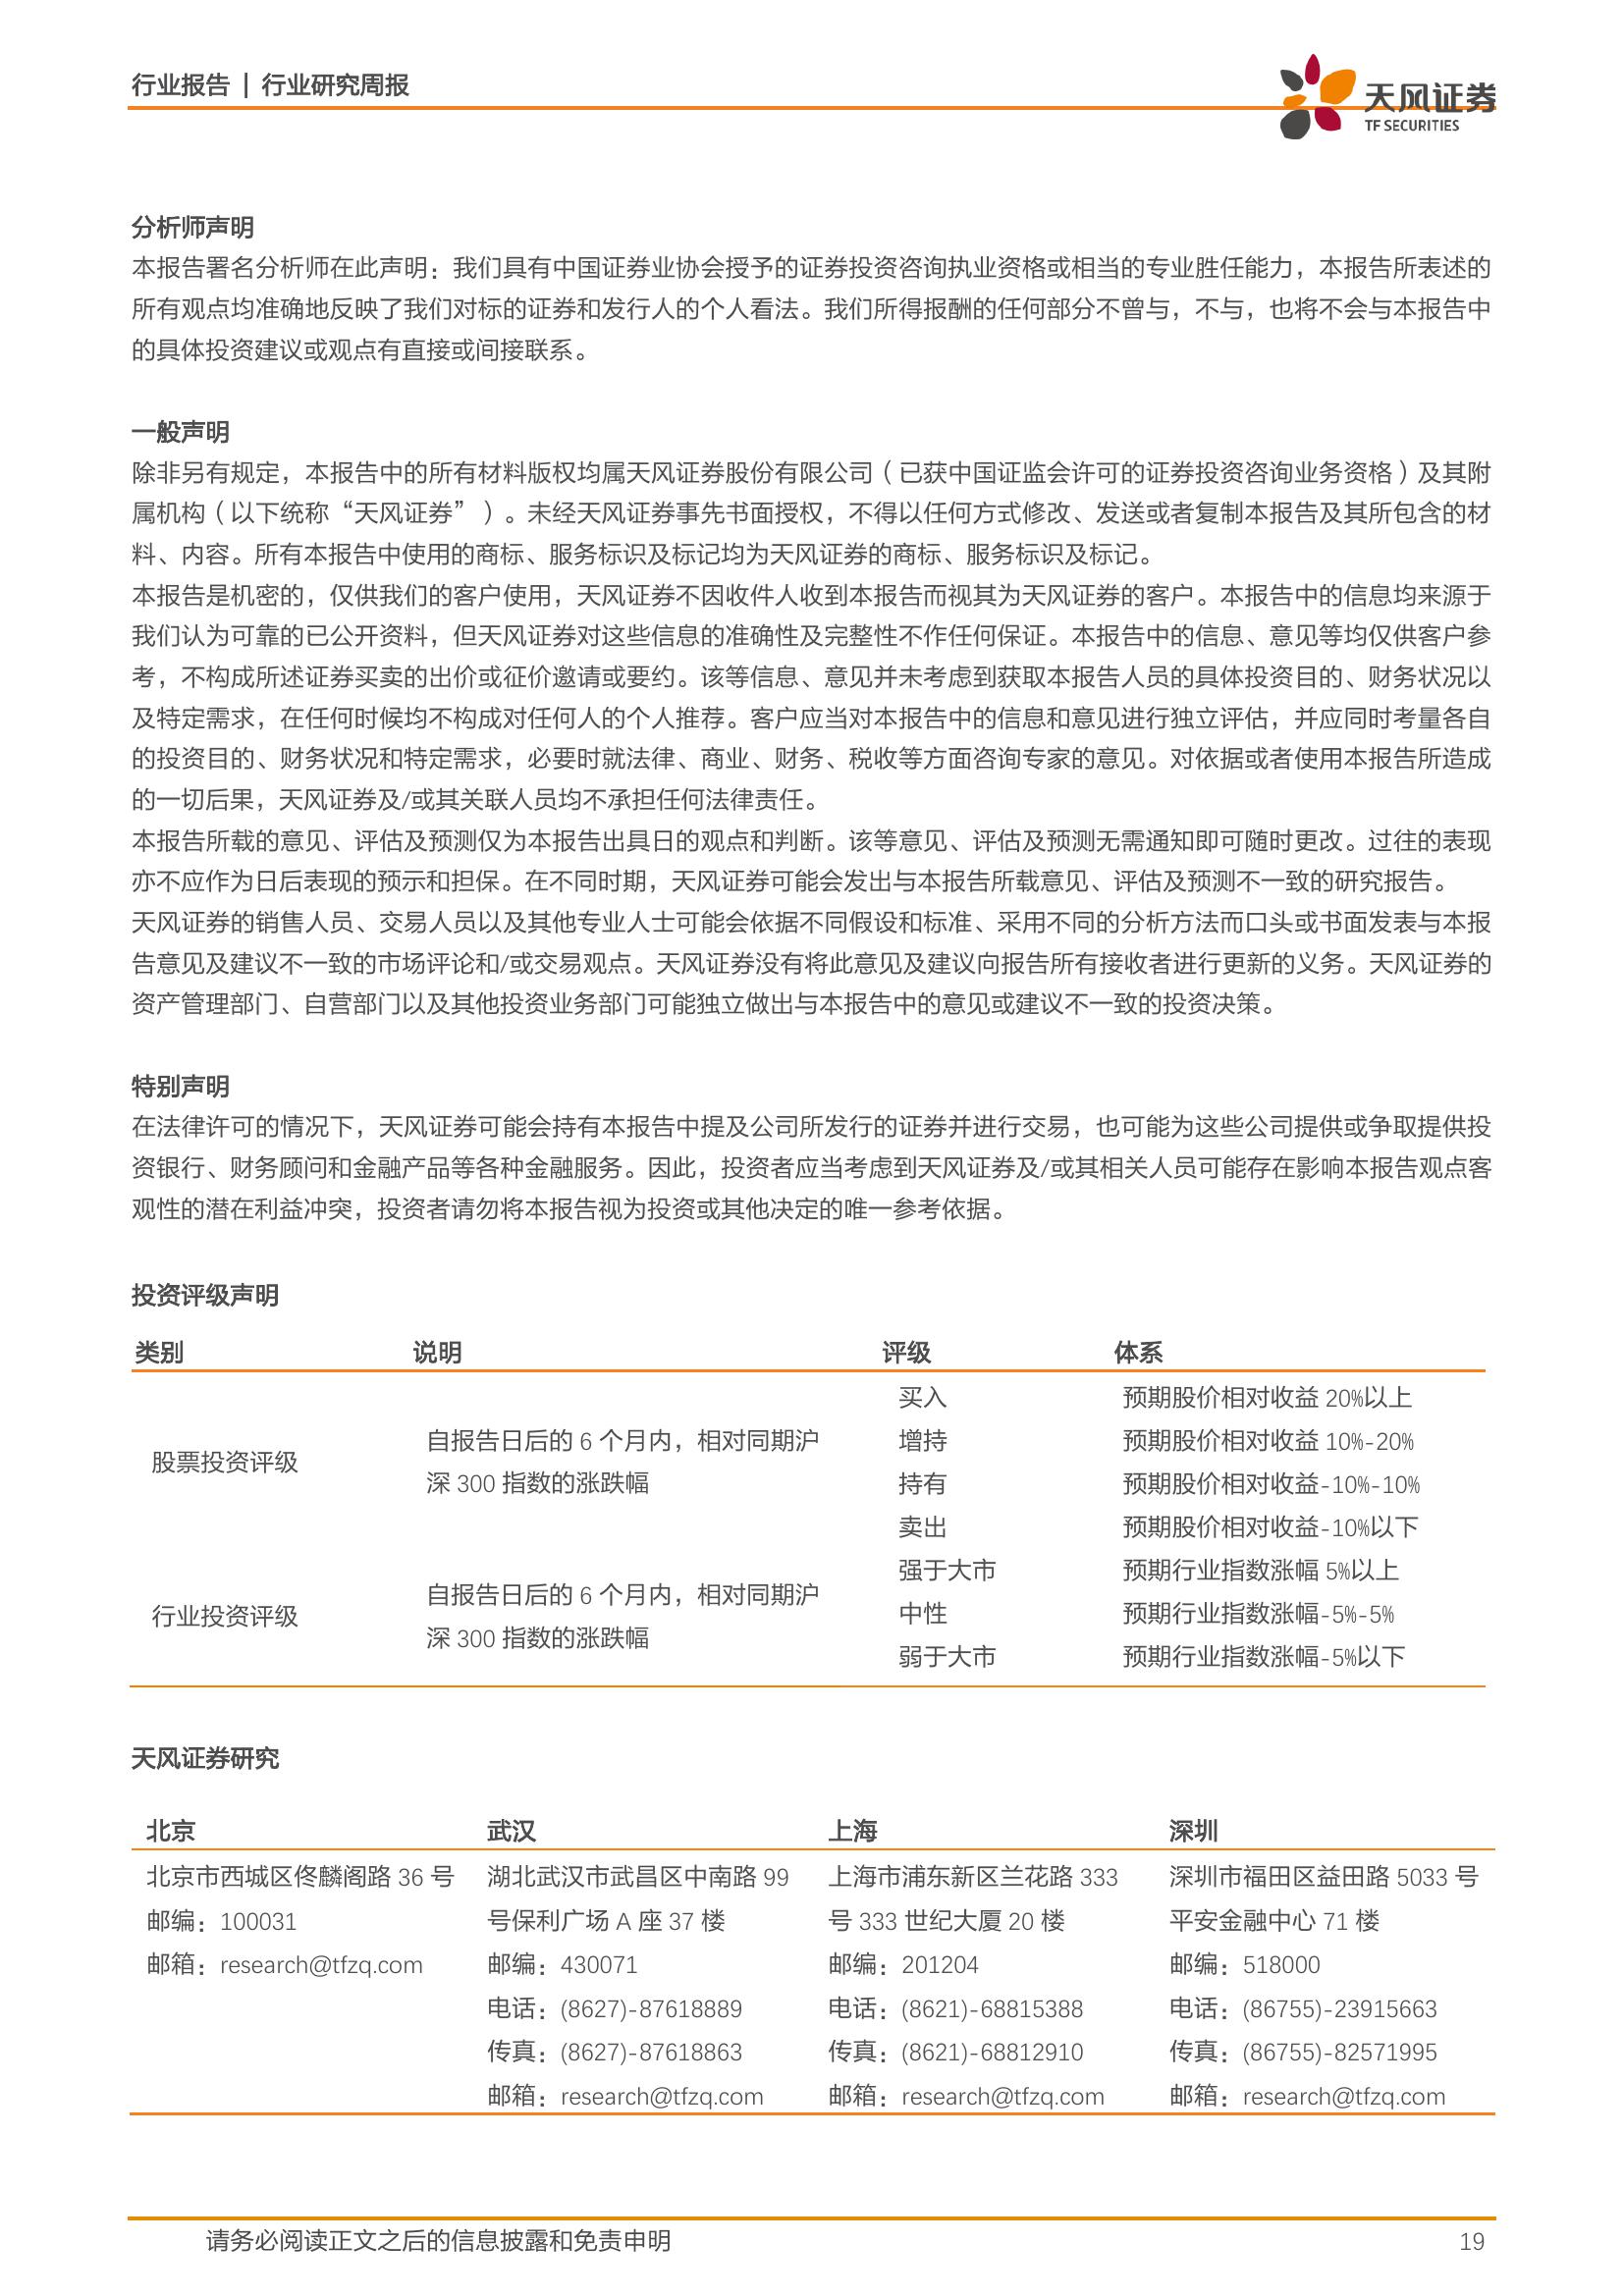 行业报告 | 行业研究周报
天风证券
TF SECURITIES
分析师声明
本报告署名分析师在此声明：我们具有中国证券业协会授予的证券投资咨询执业资格或相当的专业胜任能力，本报告所表述的
所有观点均准确地反映了我们对标的证券和发行人的个人看法。我们所得报酬的任何部分不曾与，不与，也将不会与本报告中
的具体投资建议或观点有直接或间接联系。
一般声明
除非另有规定，本报告中的所有材料版权均属天风证券股份有限公司（已获中国证监会许可的证券投资咨询业务资格）及其附
属机构（以下统称“天风证券”）。未经天风证券事先书面授权，不得以任何方式修改、发送或者复制本报告及其所包含的材
料、内容。所有本报告中使用的商标、服务标识及标记均为天风证券的商标、服务标识及标记。
本报告是机密的，仅供我们的客户使用，天风证券不因收件人收到本报告而视其为天风证券的客户。本报告中的信息均来源于
我们认为可靠的已公开资料，但天风证券对这些信息的准确性及完整性不作任何保证。本报告中的信息、意见等均仅供客户参
考，不构成所述证券买卖的出价或征价邀请或要约。该等信息、意见并未考虑到获取本报告人员的具体投资目的、财务状况以
及特定需求，在任何时候均不构成对任何人的个人推荐。客户应当对本报告中的信息和意见进行独立评估，并应同时考量各自
的投资目的、财务状况和特定需求，必要时就法律、商业、财务、税收等方面咨询专家的意见。对依据或者使用本报告所造成
的一切后果，天风证券及/或其关联人员均不承担任何法律责任。
本报告所载的意见、评估及预测仅为本报告出具日的观点和判断。该等意见、评估及预测无需通知即可随时更改。过往的表现
亦不应作为日后表现的预示和担保。在不同时期，天风证券可能会发出与本报告所载意见、评估及预测不一致的研究报告。
天风证券的销售人员、交易人员以及其他专业人士可能会依据不同假设和标准、采用不同的分析方法而口头或书面发表与本报
告意见及建议不一致的市场评论和/或交易观点。天风证券没有将此意见及建议向报告所有接收者进行更新的义务。天风证券的
资产管理部门、自营部门以及其他投资业务部门可能独立做出与本报告中的意见或建议不一致的投资决策。
特别声明
在法律许可的情况下，天风证券可能会持有本报告中提及公司所发行的证券并进行交易，也可能为这些公司提供或争取提供投
资银行、财务顾问和金融产品等各种金融服务。因此，投资者应当考虑到天风证券及/或其相关人员可能存在影响本报告观点客
观性的潜在利益冲突，投资者请勿将本报告视为投资或其他决定的唯一参考依据。
投资评级声明
类别 说明 评级 体系
股票投资评级
自报告日后的 6 个月内，相对同期沪
深 300 指数的涨跌幅
买入 预期股价相对收益 20%以上
增持 预期股价相对收益 10%-20%
持有 预期股价相对收益-10%-10%
卖出 预期股价相对收益-10%以下
行业投资评级
自报告日后的 6 个月内，相对同期沪
深 300 指数的涨跌幅
强于大市 预期行业指数涨幅 5%以上
中性 预期行业指数涨幅-5%-5%
弱于大市 预期行业指数涨幅-5%以下
天风证券研究
北京 武汉 上海 深圳
北京市西城区佟麟阁路 36 号 湖北武汉市武昌区中南路 99 上海市浦东新区兰花路 333 深圳市福田区益田路 5033 号
邮编：100031 号保利广场 A 座 37 楼 号 333 世纪大厦 20 楼 平安金融中心 71 楼
邮箱：research@tfzq.com 邮编：430071 邮编：201204 邮编：518000
电话：(8627)-87618889 电话：(8621)-68815388 电话：(86755)-23915663
传真：(8627)-87618863 传真：(8621)-68812910 传真：(86755)-82571995
邮箱：research@tfzq.com 邮箱：research@tfzq.com 邮箱：research@tfzq.com
请务必阅读正文之后的信息披露和免责申明 19